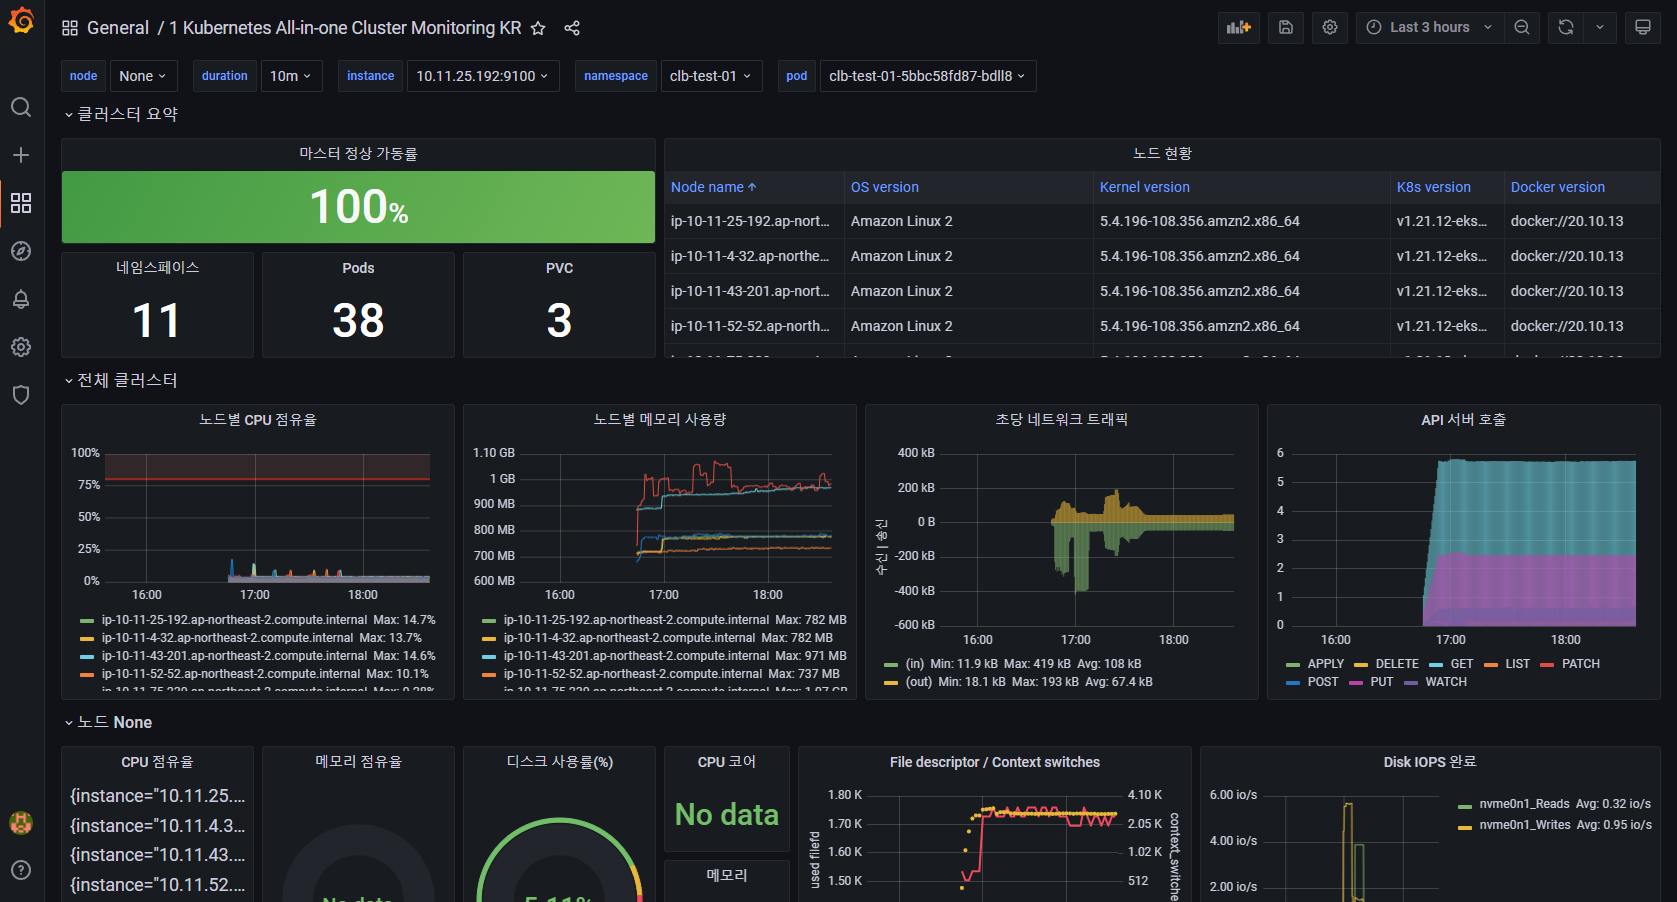 General / 1 Kubernetes All-in-one Cluster Monitoring KR
Last 3 hours
node None duration 10m instance 10.11.25.192:9100 namespace clb-test-01 pod clb-test-01-5bbc58fd87-bdll8
클러스터 요약
마스터 정상 가동률
100%
네임스페이스
11
Pods
38
PVC
3
노드 현황
Node name OS version Kernel version K8s version Docker version
ip-10-11-25-192.ap-nort... Amazon Linux 2 5.4.196-108.356.amzn2.x86_64 v1.21.12-eks... docker://20.10.13
ip-10-11-4-32.ap-northe... Amazon Linux 2 5.4.196-108.356.amzn2.x86_64 v1.21.12-eks... docker://20.10.13
ip-10-11-43-201.ap-nort... Amazon Linux 2 5.4.196-108.356.amzn2.x86_64 v1.21.12-eks... docker://20.10.13
ip-10-11-52-52.ap-north... Amazon Linux 2 5.4.196-108.356.amzn2.x86_64 v1.21.12-eks... docker://20.10.13
전체 클러스터
노드별 CPU 점유율
100%
75%
50%
25%
0%
16:00 17:00 18:00
ip-10-11-25-192.ap-northeast-2.compute.internal Max: 14.7%
ip-10-11-4-32.ap-northeast-2.compute.internal Max: 13.7%
ip-10-11-43-201.ap-northeast-2.compute.internal Max: 14.6%
ip-10-11-52-52.ap-northeast-2.compute.internal Max: 10.1%
노드별 메모리 사용량
1.10 GB
1 GB
900 MB
800 MB
700 MB
600 MB
16:00 17:00 18:00
ip-10-11-25-192.ap-northeast-2.compute.internal Max: 782 MB
ip-10-11-4-32.ap-northeast-2.compute.internal Max: 782 MB
ip-10-11-43-201.ap-northeast-2.compute.internal Max: 971 MB
ip-10-11-52-52.ap-northeast-2.compute.internal Max: 737 MB
초당 네트워크 트래픽
수신 | 송신
400 kB
200 kB
0 B
-200 kB
-400 kB
-600 kB
16:00 17:00 18:00
(in) Min: 11.9 kB Max: 419 kB Avg: 108 kB
(out) Min: 18.1 kB Max: 193 kB Avg: 67.4 kB
API 서버 호출
6
5
4
3
2
1
0
16:00 17:00 18:00
APPLY DELETE GET LIST PATCH
POST PUT WATCH
노드 None
CPU 점유율
{instance="10.11.25....
{instance="10.11.4.3...
{instance="10.11.43....
{instance="10.11.52....
메모리 점유율
No data
디스크 사용률(%)
5.11%
CPU 코어
No data
메모리
File descriptor / Context switches
used filefd
1.80 K
1.70 K
1.60 K
1.50 K
4.10 K
2.05 K
1.02 K
512
context_switche
Disk IOPS 완료
6.00 io/s
4.00 io/s
2.00 io/s
nvme0n1_Reads Avg: 0.32 io/s
nvme0n1_Writes Avg: 0.95 io/s